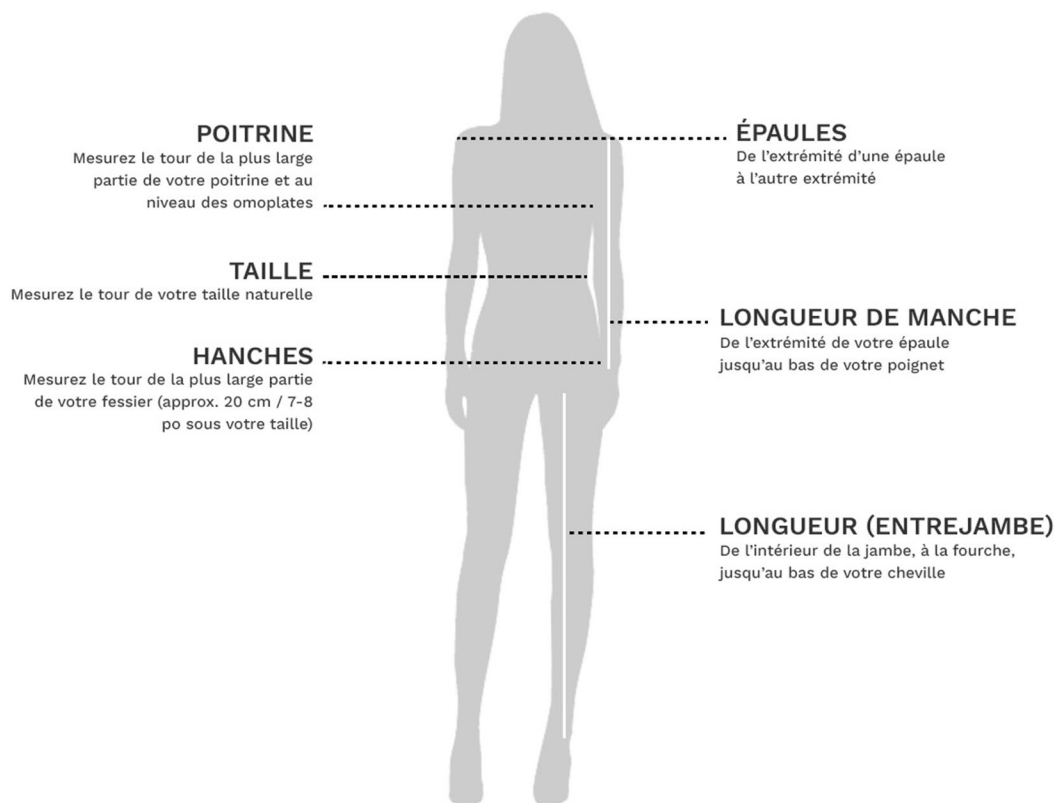 POITRINE
Mesurez le tour de la plus large
partie de votre poitrine et au
niveau des omoplates
TAILLE
Mesurez le tour de votre taille naturelle
HANCHES
Mesurez le tour de la plus large partie
de votre fessier (approx. 20 cm / 7-8
po sous votre taille)
ÉPAULES
De l’extrémité d’une épaule
à l’autre extrémité
LONGUEUR DE MANCHE
De l’extrémité de votre épaule
jusqu’au bas de votre poignet
LONGUEUR (ENTREJAMBE)
De l’intérieur de la jambe, à la fourche,
jusqu’au bas de votre cheville